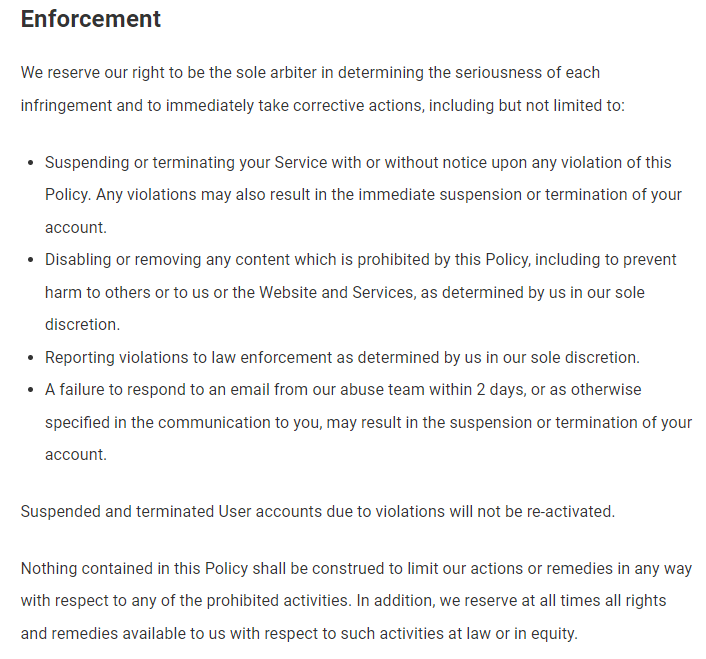 Enforcement
We reserve our right to be the sole arbiter in determining the seriousness of each
infringement and to immediately take corrective actions, including but not limited to:
• Suspending or terminating your Service with or without notice upon any violation of this
Policy. Any violations may also result in the immediate suspension or termination of your
account.
• Disabling or removing any content which is prohibited by this Policy, including to prevent
harm to others or to us or the Website and Services, as determined by us in our sole
discretion.
• Reporting violations to law enforcement as determined by us in our sole discretion.
• A failure to respond to an email from our abuse team within 2 days, or as otherwise
specified in the communication to you, may result in the suspension or termination of your
account.
Suspended and terminated User accounts due to violations will not be re-activated.
Nothing contained in this Policy shall be construed to limit our actions or remedies in any way
with respect to any of the prohibited activities. In addition, we reserve at all times all rights
and remedies available to us with respect to such activities at law or in equity.